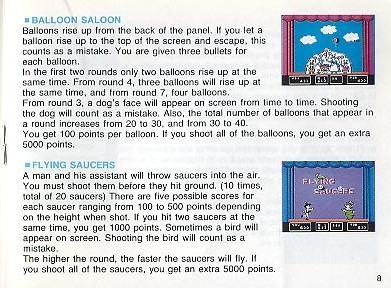 BALLOON SALOON
Balloons rise up from the back of the panel. If you let a
balloon rise up to the top of the screen and escape, this
counts as a mistake. You are given three bullets for
each balloon.
In the first two rounds only two balloons rise up at the
same time. From round 4, three balloons will rise up at
the same time, and from round 7, four balloons.
From round 3, a dog's face will appear on screen from time to time. Shooting
the dog will count as a mistake. Also, the total number of balloons that appear in
a round increases from 20 to 30, and from 30 to 40.
You get 100 points per balloon. If you shoot all of the balloons, you get an extra
5000 points.
FLYING SAUCERS
A man and his assistant will throw saucers into the air.
You must shoot them before they hit ground. (10 times,
total of 20 saucers) There are five possible scores for
each saucer ranging from 100 to 500 points depending
on the height when shot. If you hit two saucers at the
same time, you get 1000 points. Sometimes a bird will
appear on screen. Shooting the bird will count as a
mistake.
The higher the round, the faster the saucers will fly. If
you shoot all of the saucers, you get an extra 5000 points.
FLYING
SAUCERS
8